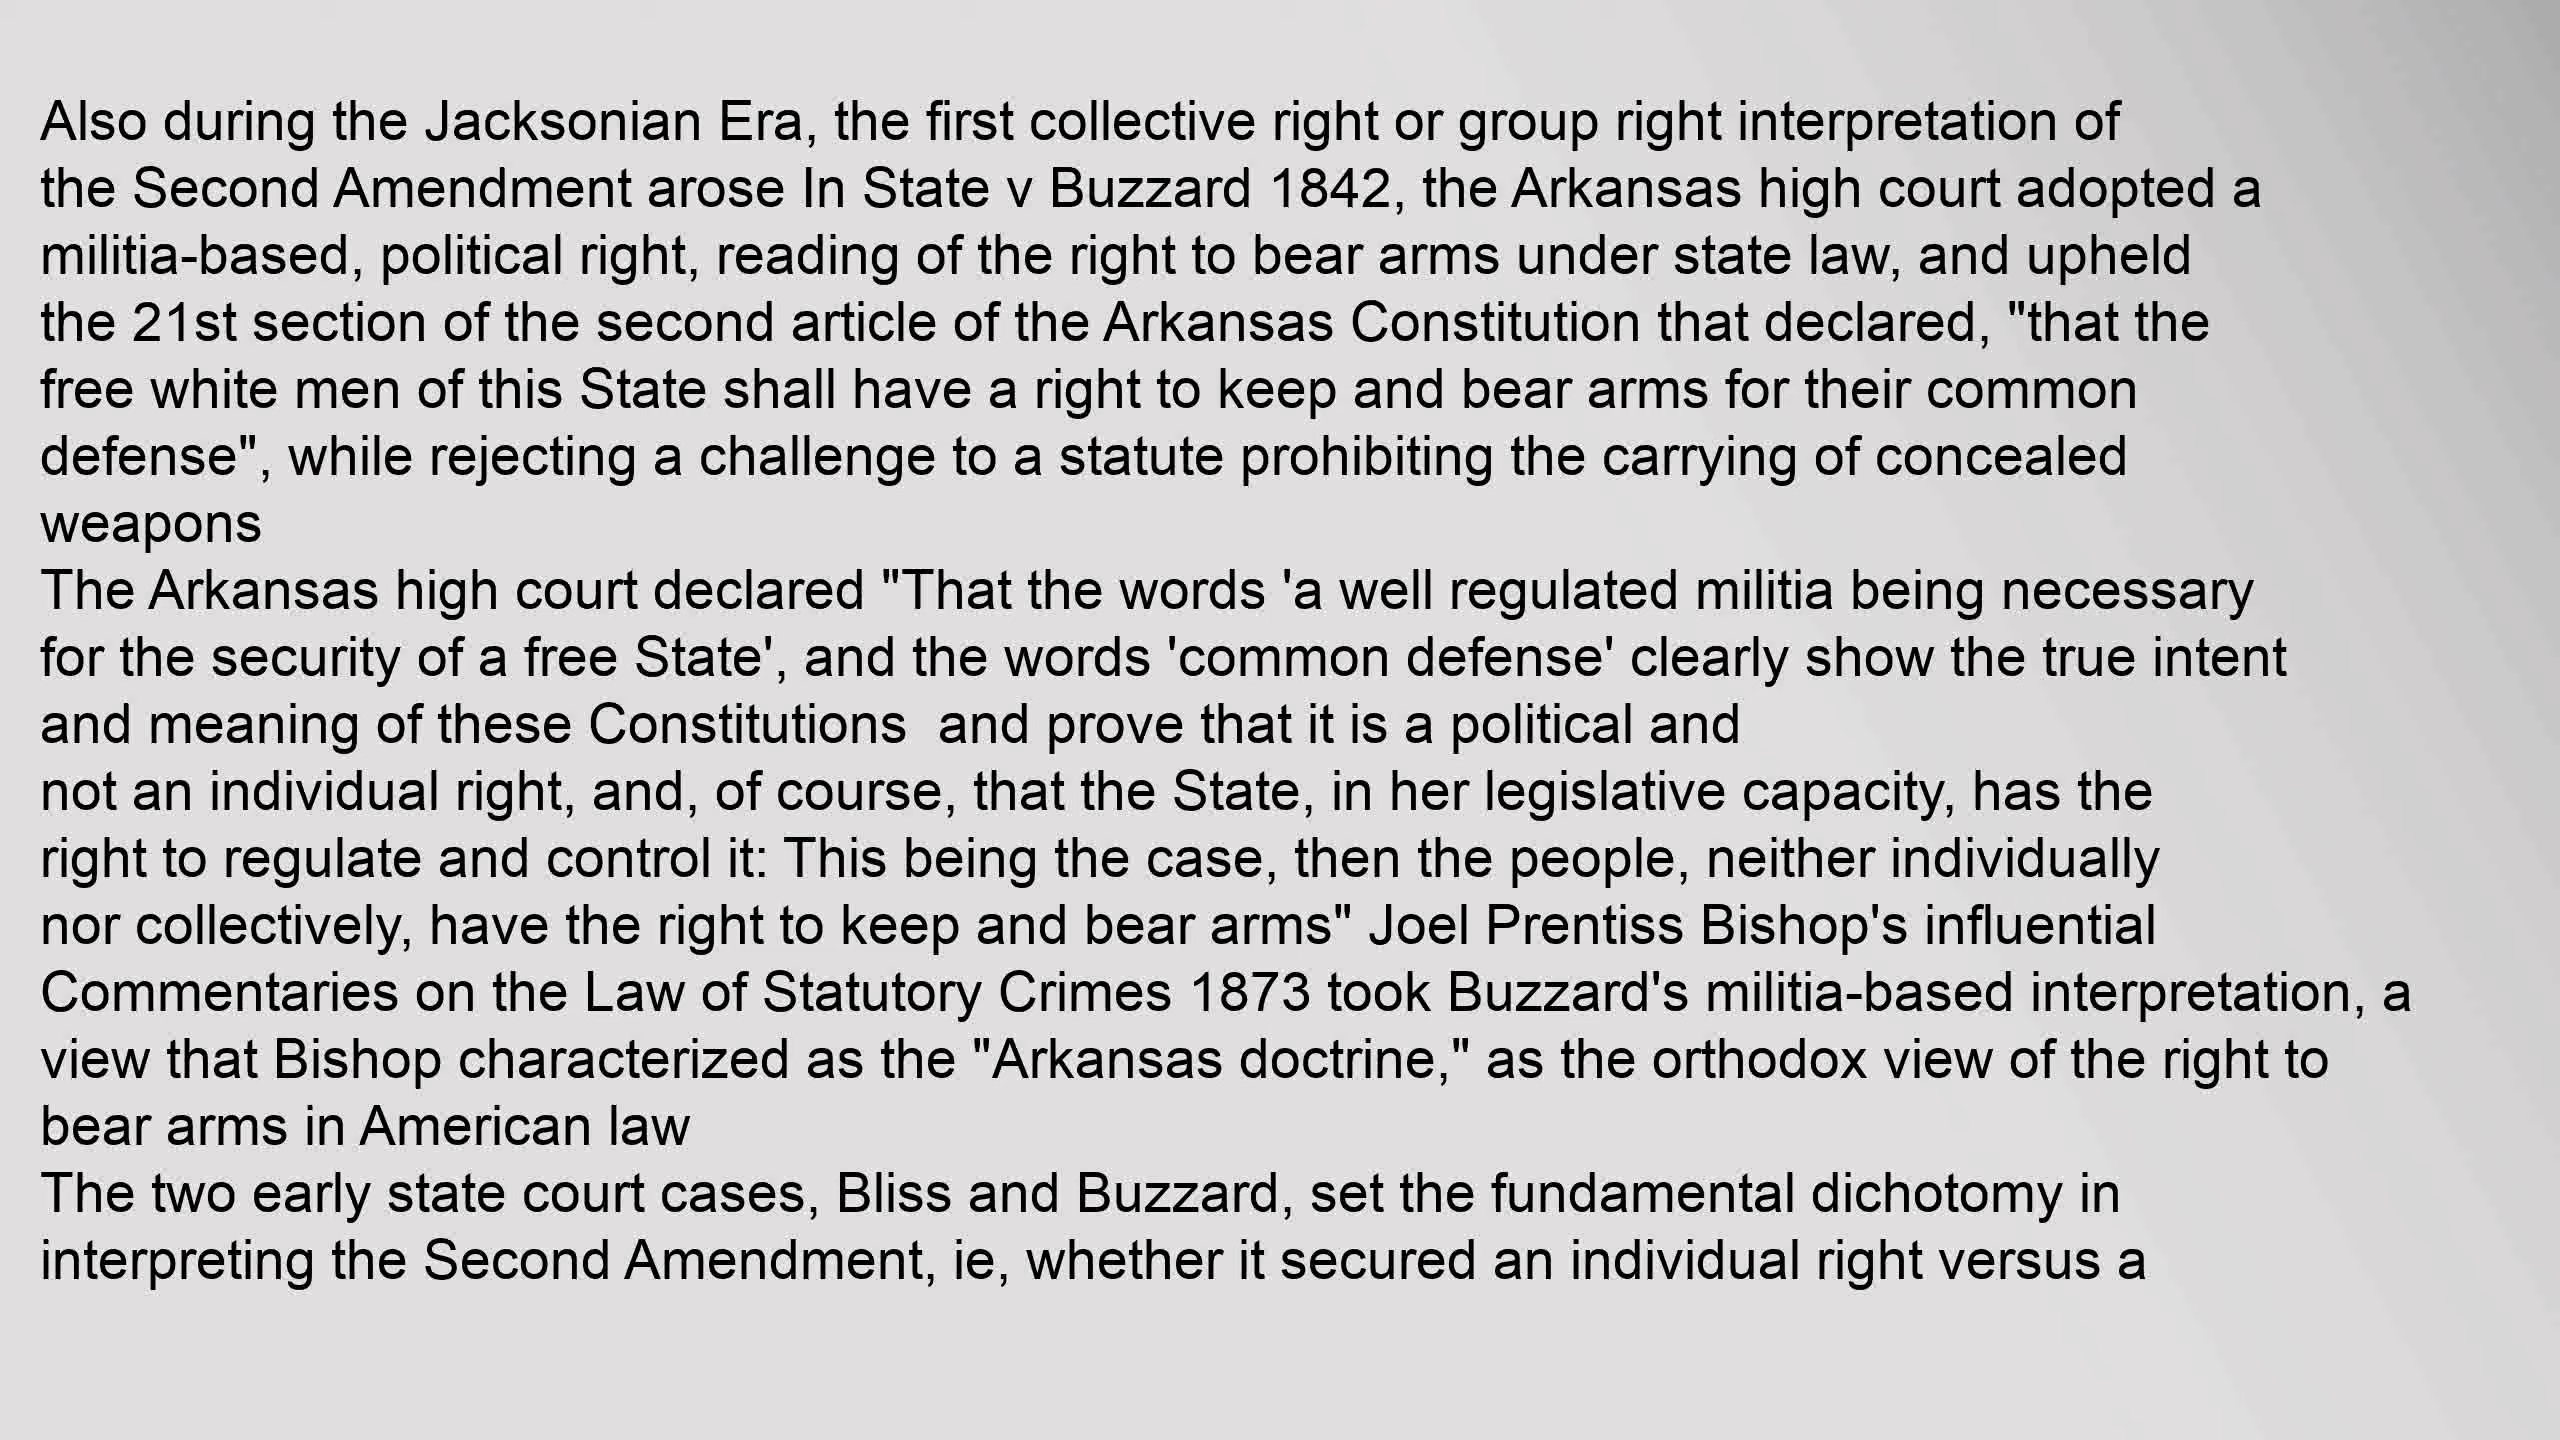 Also during the Jacksonian Era, the first collective right or group right interpretation of
the Second Amendment arose In State v Buzzard 1842, the Arkansas high court adopted a
militia-based, political right, reading of the right to bear arms under state law, and upheld
the 21st section of the second article of the Arkansas Constitution that declared, "that the
free white men of this State shall have a right to keep and bear arms for their common
defense", while rejecting a challenge to a statute prohibiting the carrying of concealed
weapons
The Arkansas high court declared "That the words 'a well regulated militia being necessary
for the security of a free State', and the words 'common defense' clearly show the true intent
and meaning of these Constitutions  and prove that it is a political and
not an individual right, and, of course, that the State, in her legislative capacity, has the
right to regulate and control it: This being the case, then the people, neither individually
nor collectively, have the right to keep and bear arms" Joel Prentiss Bishop's influential
Commentaries on the Law of Statutory Crimes 1873 took Buzzard's militia-based interpretation, a
view that Bishop characterized as the "Arkansas doctrine," as the orthodox view of the right to
bear arms in American law
The two early state court cases, Bliss and Buzzard, set the fundamental dichotomy in
interpreting the Second Amendment, ie, whether it secured an individual right versus a